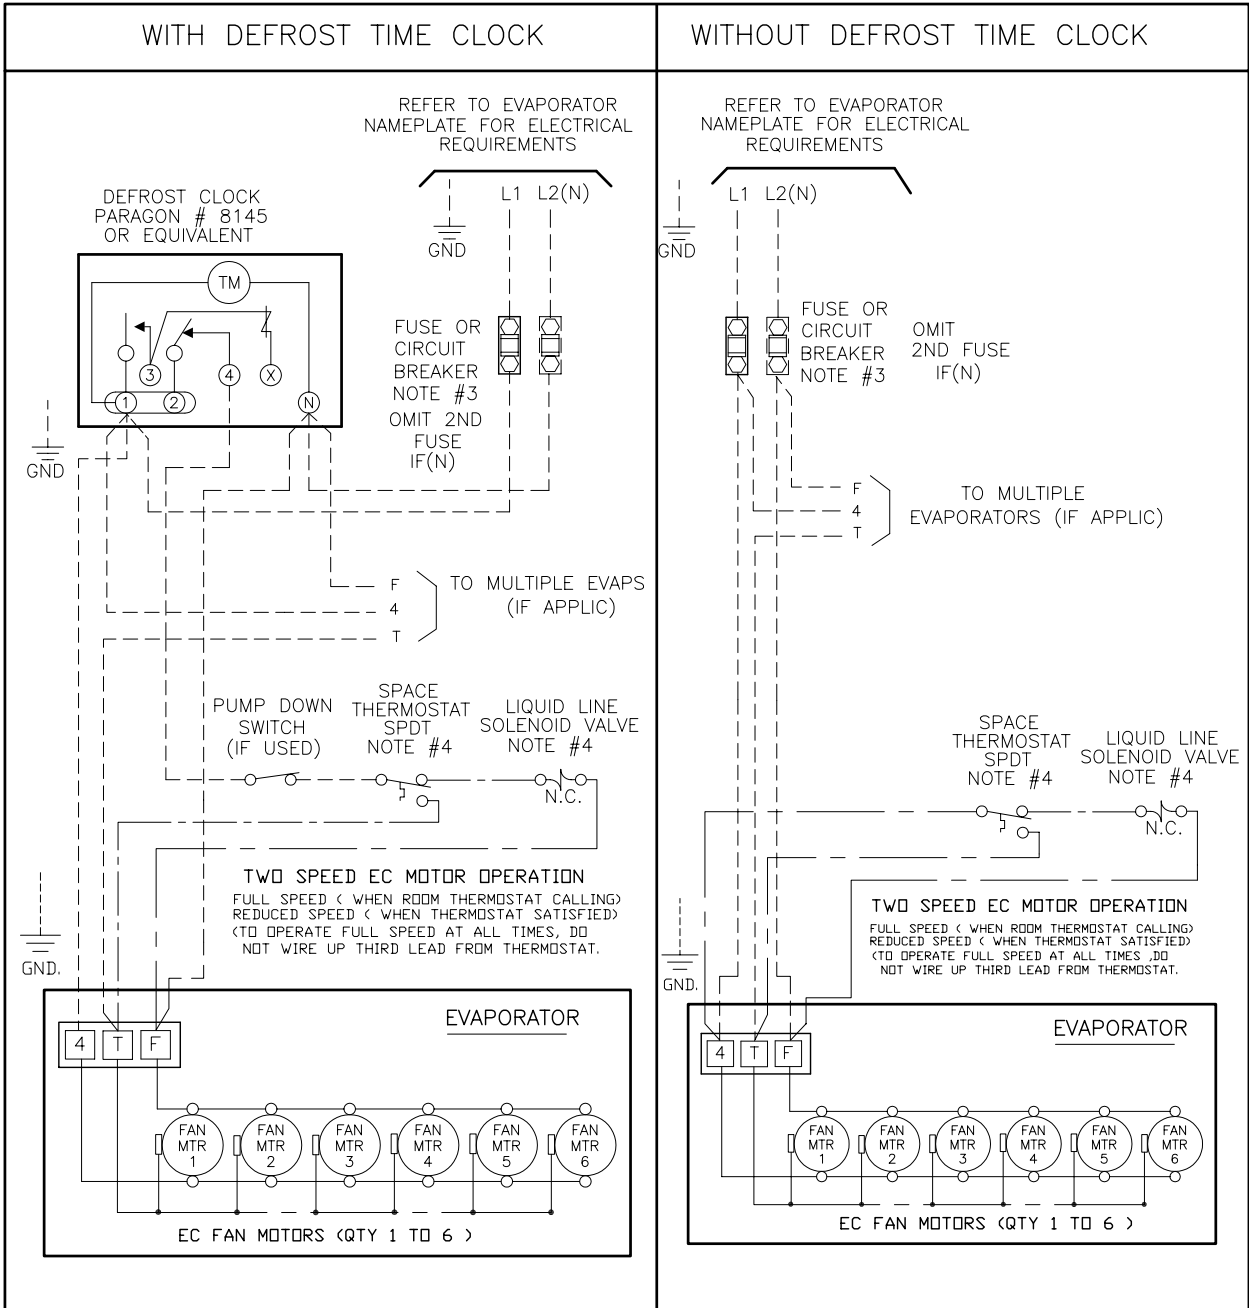 WITH DEFROST TIME CLOCK
REFER TO EVAPORATOR
NAMEPLATE FOR ELECTRICAL
REQUIREMENTS
L1 L2(N)
GND
DEFROST CLOCK
PARAGON # 8145
OR EQUIVALENT
TM
3 4 X
1 2 N
GND
FUSE OR
CIRCUIT
BREAKER
NOTE #3
OMIT 2ND
FUSE
IF(N)
F
4
T
TO MULTIPLE EVAPS
(IF APPLIC)
PUMP DOWN
SWITCH
(IF USED)
SPACE
THERMOSTAT
SPDT
NOTE #4
LIQUID LINE
SOLENOID VALVE
NOTE #4
N.C.
TWO SPEED EC MOTOR OPERATION
FULL SPEED ( WHEN ROOM THERMOSTAT CALLING)
REDUCED SPEED ( WHEN THERMOSTAT SATISFIED)
(TO OPERATE FULL SPEED AT ALL TIMES, DO
NOT WIRE UP THIRD LEAD FROM THERMOSTAT.
GND.
EVAPORATOR
4 T F
FAN
MTR
1
FAN
MTR
2
FAN
MTR
3
FAN
MTR
4
FAN
MTR
5
FAN
MTR
6
EC FAN MOTORS (QTY 1 TO 6 )
WITHOUT DEFROST TIME CLOCK
REFER TO EVAPORATOR
NAMEPLATE FOR ELECTRICAL
REQUIREMENTS
L1 L2(N)
GND
FUSE OR
CIRCUIT
BREAKER
NOTE #3
OMIT
2ND FUSE
IF(N)
F
4
T
TO MULTIPLE
EVAPORATORS (IF APPLIC)
SPACE
THERMOSTAT
SPDT
NOTE #4
LIQUID LINE
SOLENOID VALVE
NOTE #4
N.C.
TWO SPEED EC MOTOR OPERATION
FULL SPEED ( WHEN ROOM THERMOSTAT CALLING)
REDUCED SPEED ( WHEN THERMOSTAT SATISFIED)
(TO OPERATE FULL SPEED AT ALL TIMES ,DO
NOT WIRE UP THIRD LEAD FROM THERMOSTAT.
GND.
EVAPORATOR
4 T F
FAN
MTR
1
FAN
MTR
2
FAN
MTR
3
FAN
MTR
4
FAN
MTR
5
FAN
MTR
6
EC FAN MOTORS (QTY 1 TO 6 )